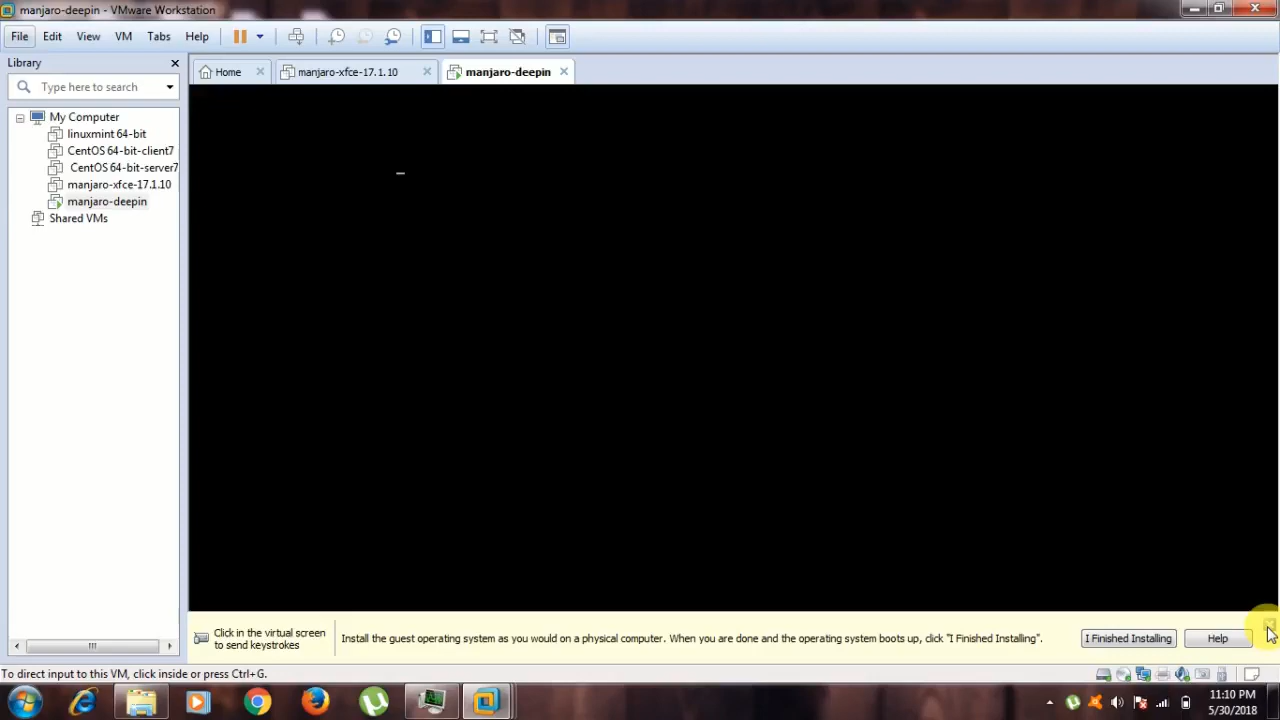 manjaro-deepin - VMware Workstation
File Edit View VM Tabs Help
Library
Type here to search
My Computer
linuxmint 64-bit
CentOS 64-bit-client7
CentOS 64-bit-server7
manjaro-xfce-17.1.10
manjaro-deepin
Shared VMs
Home manjaro-xfce-17.1.10 manjaro-deepin
Click in the virtual screen
to send keystrokes
Install the guest operating system as you would on a physical computer. When you are done and the operating system boots up, click "I Finished Installing".
I Finished Installing
Help
To direct input to this VM, click inside or press Ctrl+G.
11:10 PM
5/30/2018